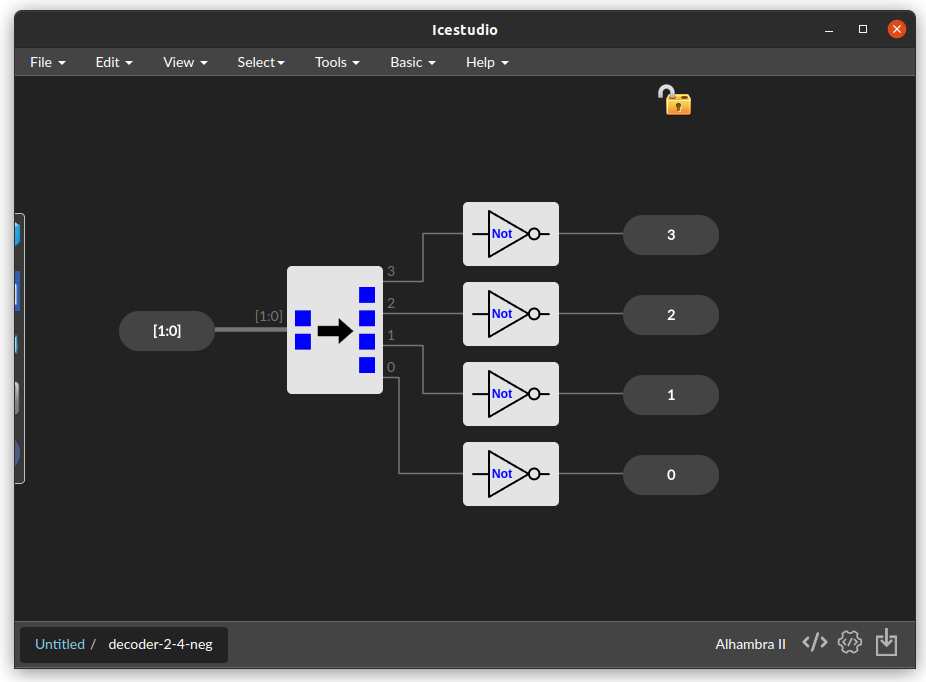 Icestudio
File Edit View Select Tools Basic Help
Not 3
3
[1:0] [1:0] 2 Not 2
1
0 Not 1
Not 0
Untitled / decoder-2-4-neg Alhambra II </> </>